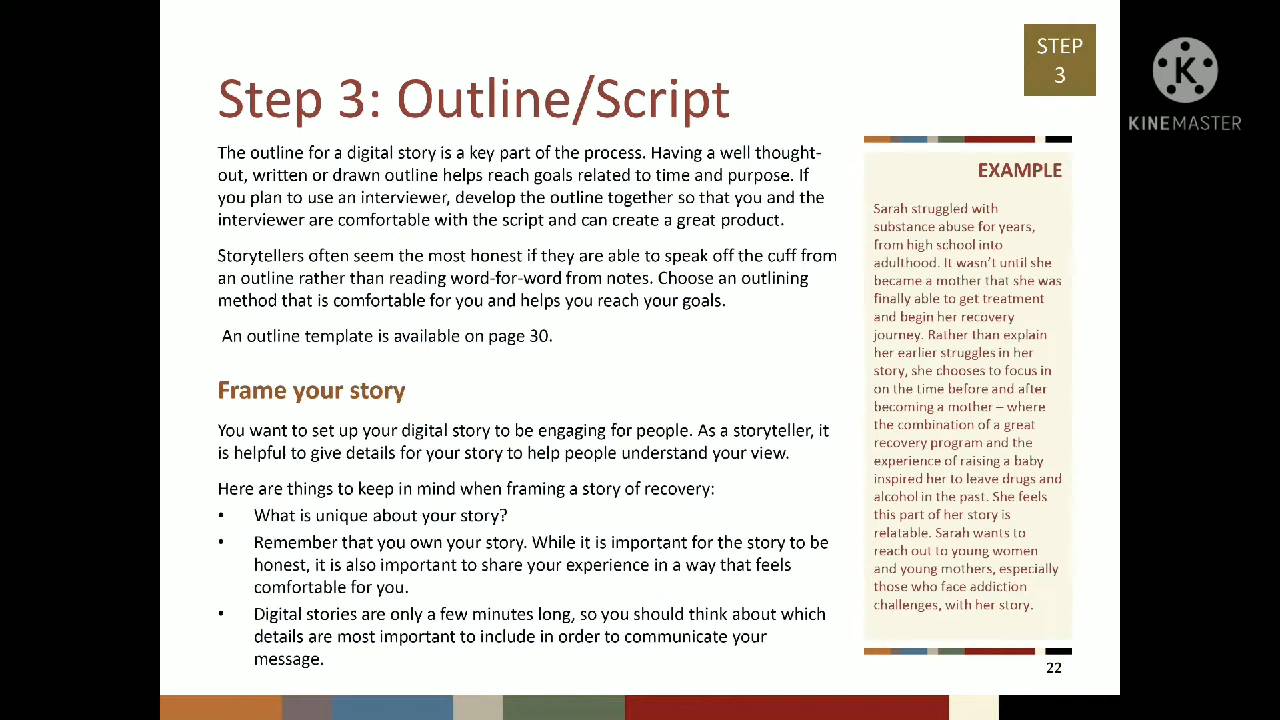 STEP
3
KINEMASTER
Step 3: Outline/Script
The outline for a digital story is a key part of the process. Having a well thought-
out, written or drawn outline helps reach goals related to time and purpose. If
you plan to use an interviewer, develop the outline together so that you and the
interviewer are comfortable with the script and can create a great product.
Storytellers often seem the most honest if they are able to speak off the cuff from
an outline rather than reading word-for-word from notes. Choose an outlining
method that is comfortable for you and helps you reach your goals.
An outline template is available on page 30.
Frame your story
You want to set up your digital story to be engaging for people. As a storyteller, it
is helpful to give details for your story to help people understand your view.
Here are things to keep in mind when framing a story of recovery:
• What is unique about your story?
• Remember that you own your story. While it is important for the story to be
honest, it is also important to share your experience in a way that feels
comfortable for you.
• Digital stories are only a few minutes long, so you should think about which
details are most important to include in order to communicate your
message.
EXAMPLE
Sarah struggled with
substance abuse for years,
from high school into
adulthood. It wasn't until she
became a mother that she was
finally able to get treatment
and begin her recovery
journey. Rather than explain
her earlier struggles in her
story, she chooses to focus in
on the time before and after
becoming a mother – where
the combination of a great
recovery program and the
experience of raising a baby
inspired her to leave drugs and
alcohol in the past. She feels
this part of her story is
relatable. Sarah wants to
reach out to young women
and young mothers, especially
those who face addiction
challenges, with her story.
22